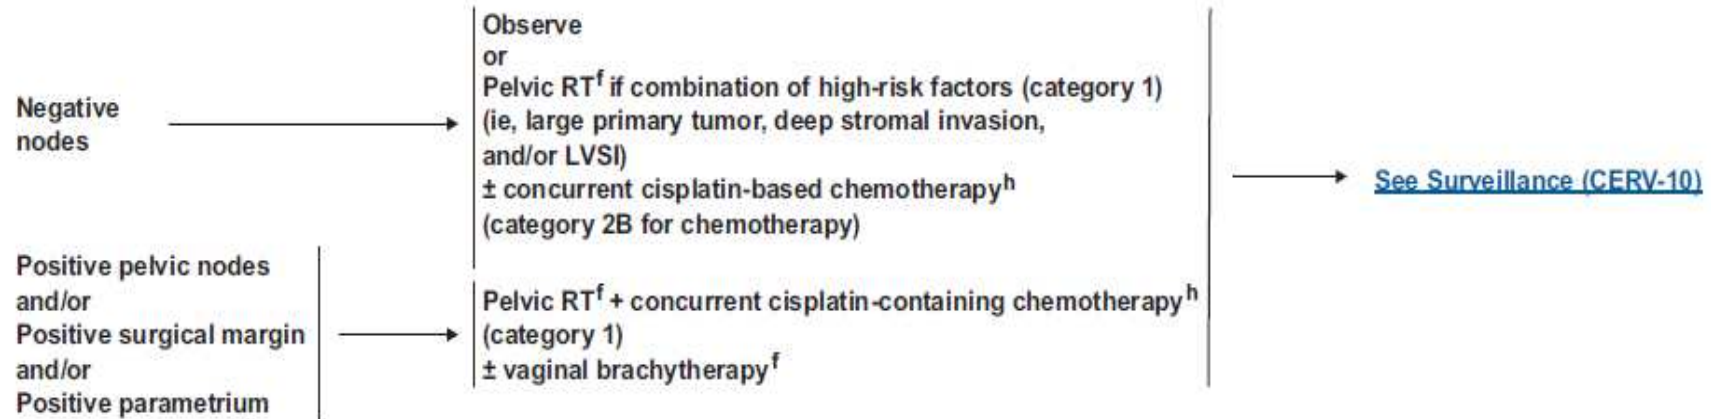 Negative
nodes
Observe
or
Pelvic RTf if combination of high-risk factors (category 1)
(ie, large primary tumor, deep stromal invasion,
and/or LVSI)
± concurrent cisplatin-based chemotherapyh
(category 2B for chemotherapy)
Positive pelvic nodes
and/or
Positive surgical margin
and/or
Positive parametrium
Pelvic RTf + concurrent cisplatin-containing chemotherapyh
(category 1)
± vaginal brachytherapyf
See Surveillance (CERV-10)